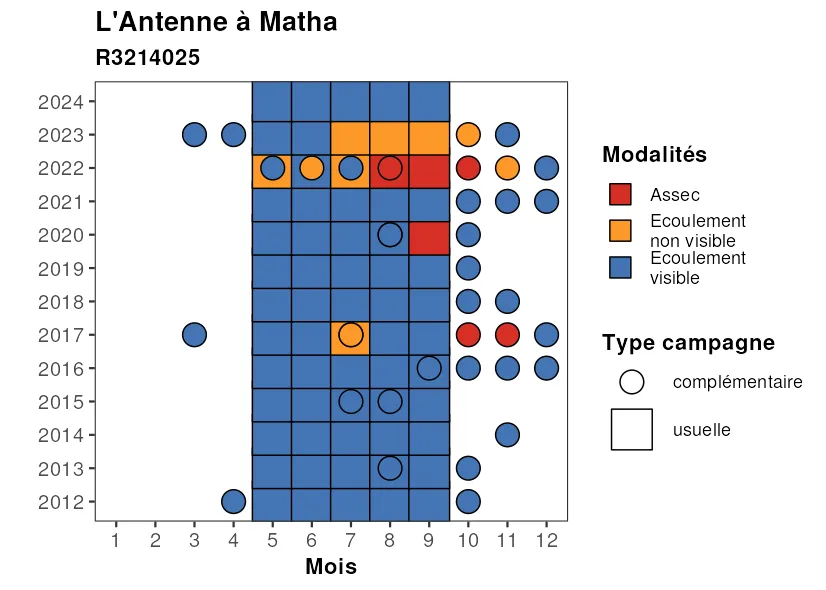 L'Antenne à Matha
R3214025
2024
2023
2022
2021
2020
2019
2018
2017
2016
2015
2014
2013
2012
1 2 3 4 5 6 7 8 9 10 11 12
Mois
Modalités
Assec
Ecoulement
non visible
Ecoulement
visible
Type campagne
complémentaire
usuelle